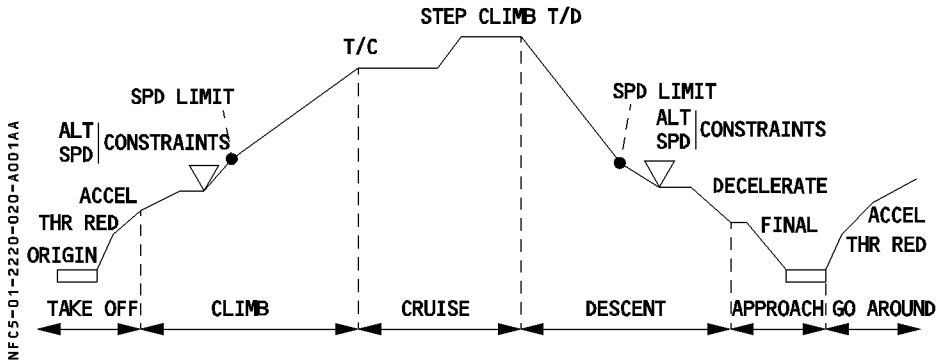 STEP CLIMB T/D
T/C
SPD LIMIT
ALT
SPD
CONSTRAINTS
ACCEL
THR RED
ORIGIN
SPD LIMIT
ALT
SPD
CONSTRAINTS
DECELERATE
FINAL
ACCEL
THR RED
TAKE OFF
CLIMB
CRUISE
DESCENT
APPROACH
GO AROUND
NFC5-01-2220-020-A001AA